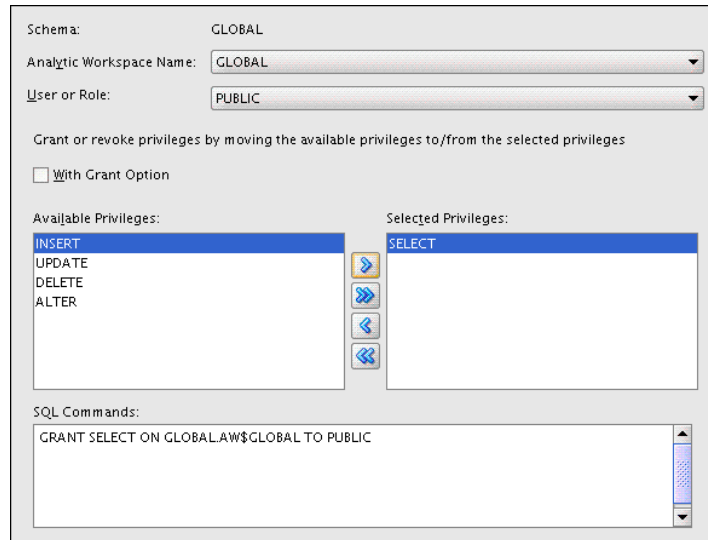 Schema: GLOBAL
Analytic Workspace Name: GLOBAL
User or Role: PUBLIC
Grant or revoke privileges by moving the available privileges to/from the selected privileges
With Grant Option
Available Privileges: Selected Privileges:
INSERT SELECT
UPDATE
DELETE
ALTER
SQL Commands:
GRANT SELECT ON GLOBAL.AW$GLOBAL TO PUBLIC